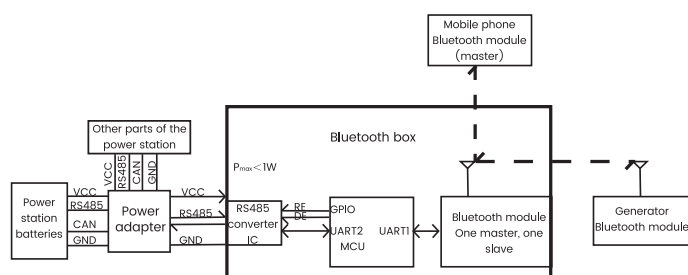 Mobile phone
Bluetooth module
(master)
Other parts of the
power station
VCC
RS485
CAN
GND
Bluetooth box
Pmax<1W
Power
station
batteries
VCC
RS485
CAN
GND
Power
adapter
VCC
RS485
GND
RS485
converter
IC
RE
DE
GPIO
UART2
MCU
UART1
Bluetooth module
One master, one
slave
Generator
Bluetooth module